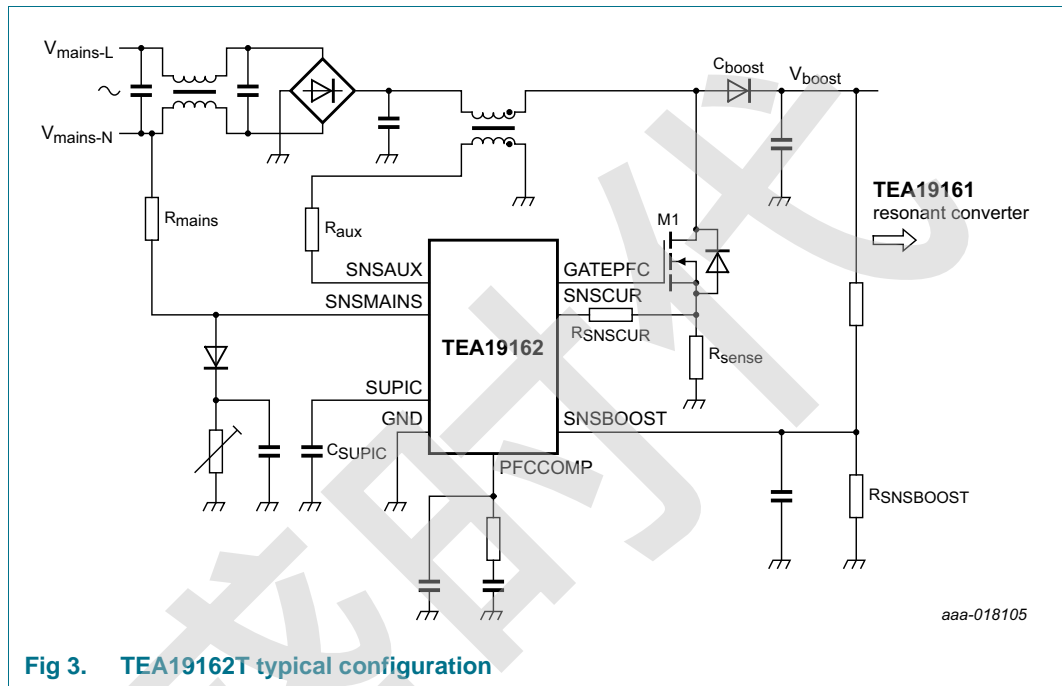 Vmains-L
Cboost
Vboost
Vmains-N
Rmains
TEA19161
resonant converter
Raux
M1
SNSAUX
GATEPFC
SNSMAINS
SNSCUR
RSNSCUR
TEA19162
Rsense
SUPIC
GND
SNSBOOST
CSUPIC
PFCCOMP
RSNSBOOST
aaa-018105
Fig 3. TEA19162T typical configuration